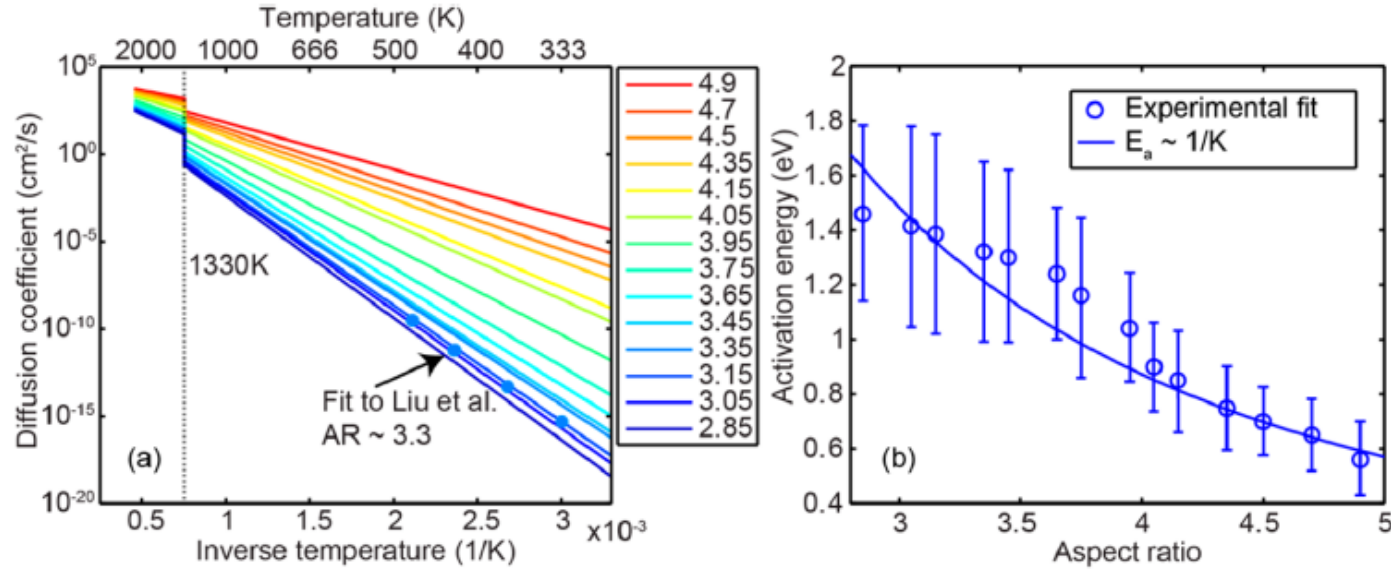 Temperature (K)
2000 1000 666 500 400 333
10⁵
10⁰
10⁻⁵
10⁻¹⁰
10⁻¹⁵
10⁻²⁰
Diffusion coefficient (cm²/s)
1330K
Fit to Liu et al.
AR ~ 3.3
(a)
0.5 1 1.5 2 2.5 3 x10⁻³
Inverse temperature (1/K)
4.9
4.7
4.5
4.35
4.15
4.05
3.95
3.75
3.65
3.45
3.35
3.15
3.05
2.85
2
1.8
1.6
1.4
1.2
1
0.8
0.6
0.4
Activation energy (eV)
Experimental fit
Eₐ ~ 1/K
(b)
3 3.5 4 4.5 5
Aspect ratio